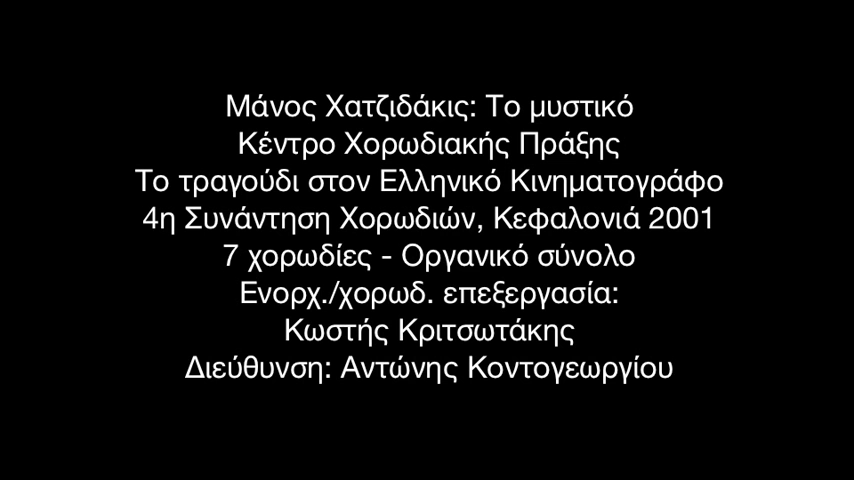 Μάνος Χατζιδάκις: Το μυστικό
Κέντρο Χορωδιακής Πράξης
Το τραγούδι στον Ελληνικό Κινηματογράφο
4η Συνάντηση Χορωδιών, Κεφαλονιά 2001
7 χορωδίες - Οργανικό σύνολο
Ενορχ./χορωδ. επεξεργασία:
Κωστής Κριτσωτάκης
Διεύθυνση: Αντώνης Κοντογεωργίου